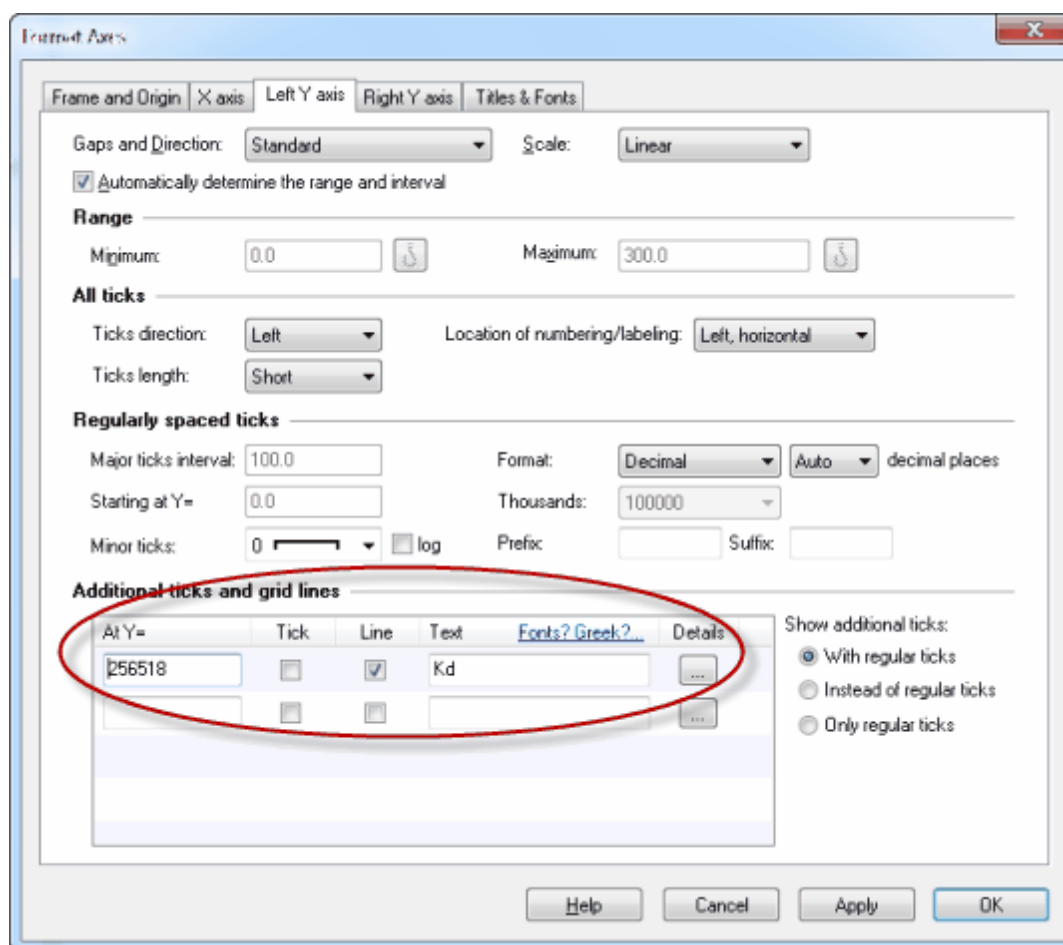 Format Axes
Frame and Origin X axis Left Y axis Right Y axis Titles & Fonts
Gaps and Direction: Standard Scale: Linear
Automatically determine the range and interval
Range
Minimum: 0.0 Maximum: 300.0
All ticks
Ticks direction: Left Location of numbering/labeling: Left, horizontal
Ticks length: Short
Regularly spaced ticks
Major ticks interval: 100.0 Format: Decimal Auto decimal places
Starting at Y= 0.0 Thousands: 100000
Minor ticks: 0 log Prefix: Suffix:
Additional ticks and grid lines
At Y= Tick Line Text Fonts? Greek?... Details
256518 Kd ...
...
Show additional ticks:
With regular ticks
Instead of regular ticks
Only regular ticks
Help Cancel Apply OK